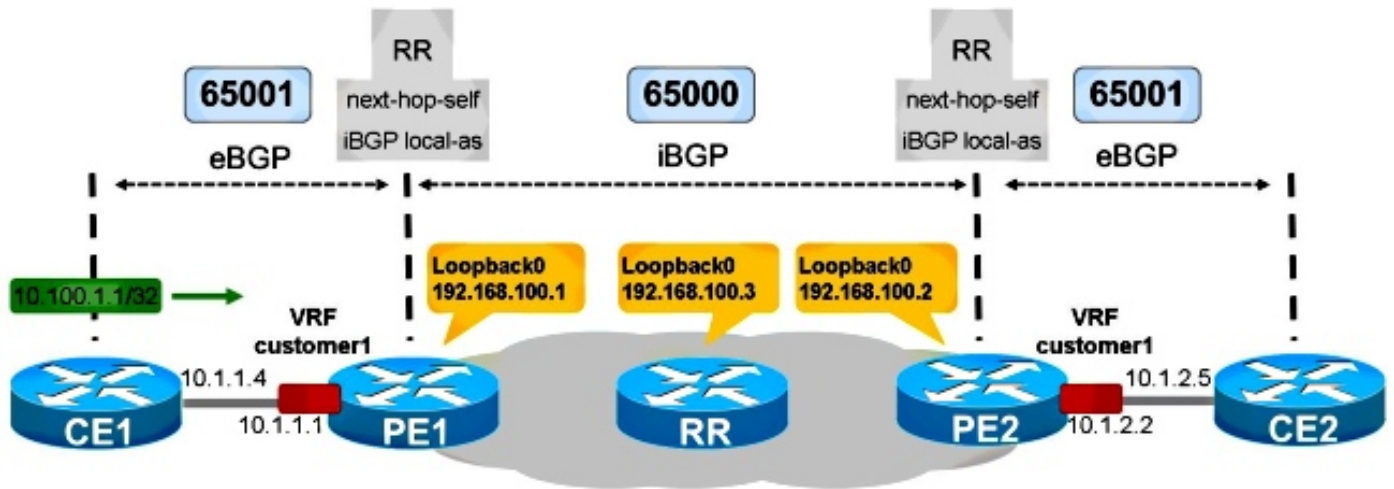 RR
next-hop-self
iBGP local-as
RR
next-hop-self
iBGP local-as
65001
65000
65001
eBGP
iBGP
eBGP
Loopback0
192.168.100.1
Loopback0
192.168.100.3
Loopback0
192.168.100.2
10.100.1.1/32
VRF
customer1
VRF
customer1
10.1.1.4
10.1.1.1
10.1.2.5
10.1.2.2
CE1
PE1
RR
PE2
CE2